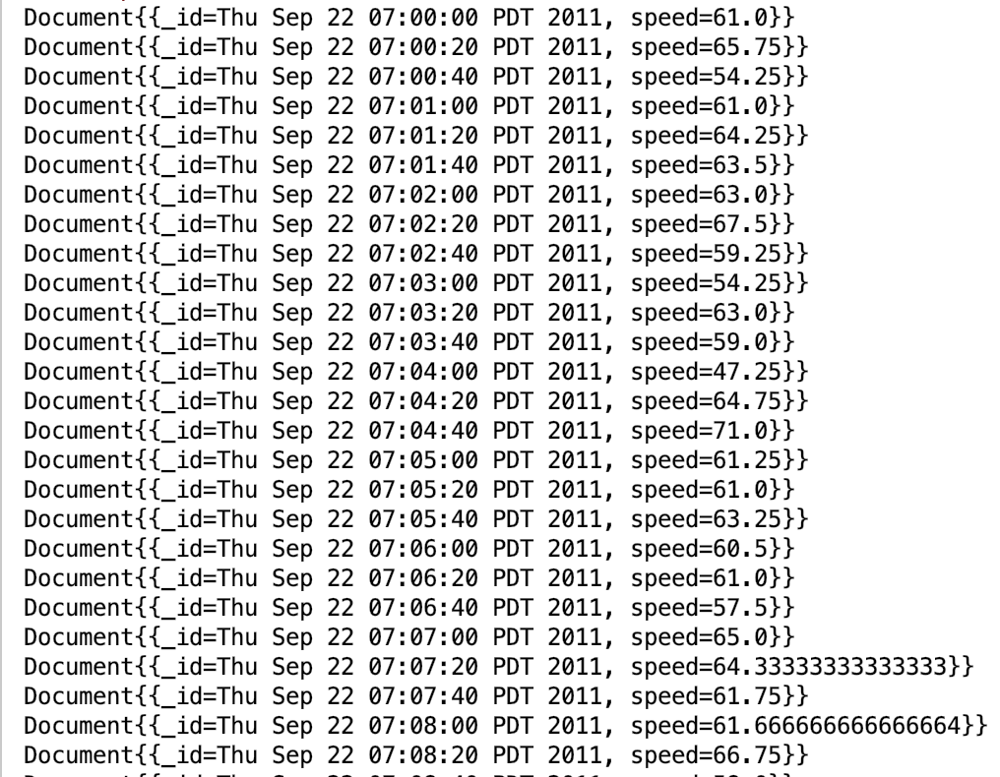 Document{{_id=Thu Sep 22 07:00:00 PDT 2011, speed=61.0}}
Document{{_id=Thu Sep 22 07:00:20 PDT 2011, speed=65.75}}
Document{{_id=Thu Sep 22 07:00:40 PDT 2011, speed=54.25}}
Document{{_id=Thu Sep 22 07:01:00 PDT 2011, speed=61.0}}
Document{{_id=Thu Sep 22 07:01:20 PDT 2011, speed=64.25}}
Document{{_id=Thu Sep 22 07:01:40 PDT 2011, speed=63.5}}
Document{{_id=Thu Sep 22 07:02:00 PDT 2011, speed=63.0}}
Document{{_id=Thu Sep 22 07:02:20 PDT 2011, speed=67.5}}
Document{{_id=Thu Sep 22 07:02:40 PDT 2011, speed=59.25}}
Document{{_id=Thu Sep 22 07:03:00 PDT 2011, speed=54.25}}
Document{{_id=Thu Sep 22 07:03:20 PDT 2011, speed=63.0}}
Document{{_id=Thu Sep 22 07:03:40 PDT 2011, speed=59.0}}
Document{{_id=Thu Sep 22 07:04:00 PDT 2011, speed=47.25}}
Document{{_id=Thu Sep 22 07:04:20 PDT 2011, speed=64.75}}
Document{{_id=Thu Sep 22 07:04:40 PDT 2011, speed=71.0}}
Document{{_id=Thu Sep 22 07:05:00 PDT 2011, speed=61.25}}
Document{{_id=Thu Sep 22 07:05:20 PDT 2011, speed=61.0}}
Document{{_id=Thu Sep 22 07:05:40 PDT 2011, speed=63.25}}
Document{{_id=Thu Sep 22 07:06:00 PDT 2011, speed=60.5}}
Document{{_id=Thu Sep 22 07:06:20 PDT 2011, speed=61.0}}
Document{{_id=Thu Sep 22 07:06:40 PDT 2011, speed=57.5}}
Document{{_id=Thu Sep 22 07:07:00 PDT 2011, speed=65.0}}
Document{{_id=Thu Sep 22 07:07:20 PDT 2011, speed=64.33333333333333}}
Document{{_id=Thu Sep 22 07:07:40 PDT 2011, speed=61.75}}
Document{{_id=Thu Sep 22 07:08:00 PDT 2011, speed=61.666666666666664}}
Document{{_id=Thu Sep 22 07:08:20 PDT 2011, speed=66.75}}